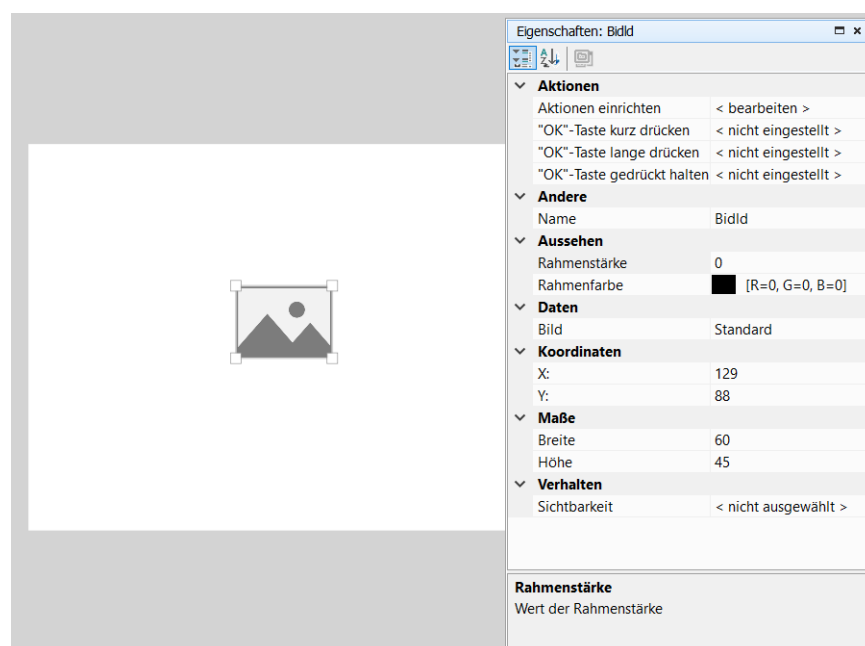 Eigenschaften: Bidld
Aktionen
Aktionen einrichten < bearbeiten >
"OK"-Taste kurz drücken < nicht eingestellt >
"OK"-Taste lange drücken < nicht eingestellt >
"OK"-Taste gedrückt halten < nicht eingestellt >
Andere
Name Bidld
Aussehen
Rahmenstärke 0
Rahmenfarbe [R=0, G=0, B=0]
Daten
Bild Standard
Koordinaten
X: 129
Y: 88
Maße
Breite 60
Höhe 45
Verhalten
Sichtbarkeit < nicht ausgewählt >
Rahmenstärke
Wert der Rahmenstärke